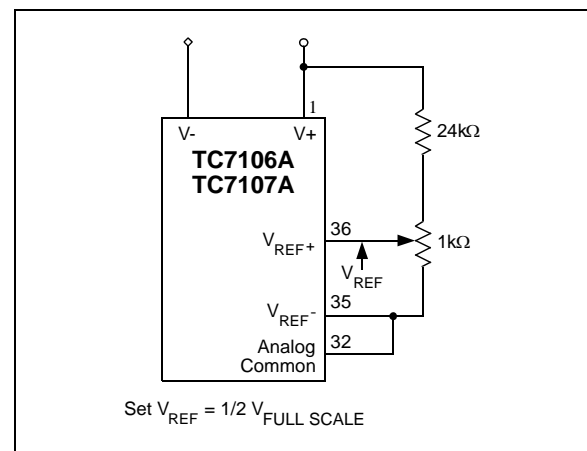 1
V-
V+
TC7106A
TC7107A
24kΩ
36
VREF+
1kΩ
VREF
35
VREF-
32
Analog
Common
Set VREF = 1/2 VFULL SCALE